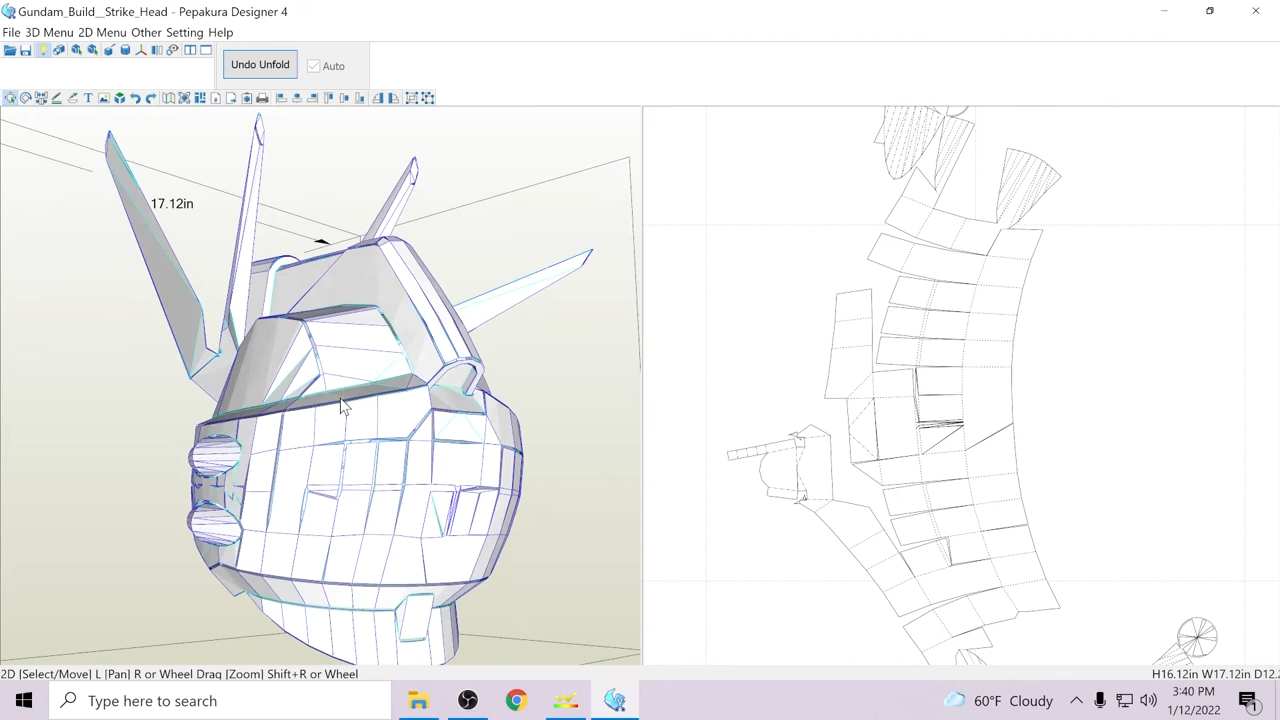 Gundam_Build__Strike_Head - Pepakura Designer 4
File 3D Menu 2D Menu Other Setting Help
Undo Unfold
Auto
17.12in
2D [Select/Move] L [Pan] R or Wheel Drag [Zoom] Shift+R or Wheel
H16.12in W17.12in D12.
Type here to search
60°F Cloudy
3:40 PM
1/12/2022
1